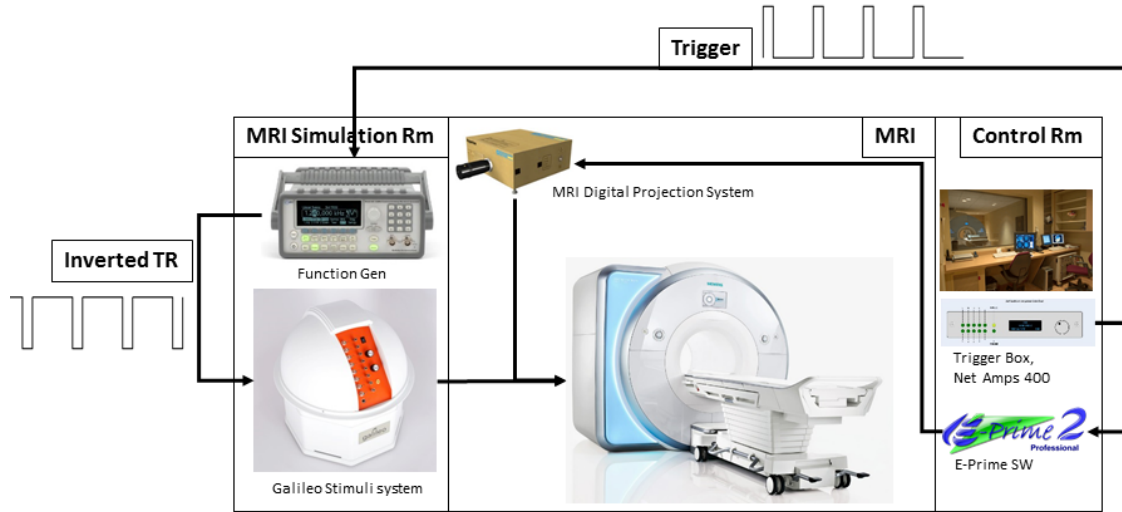 Trigger
MRI Simulation Rm
MRI
Control Rm
MRI Digital Projection System
Inverted TR
Function Gen
Trigger Box,
Net Amps 400
E-Prime 2
Professional
E-Prime SW
Galileo Stimuli system